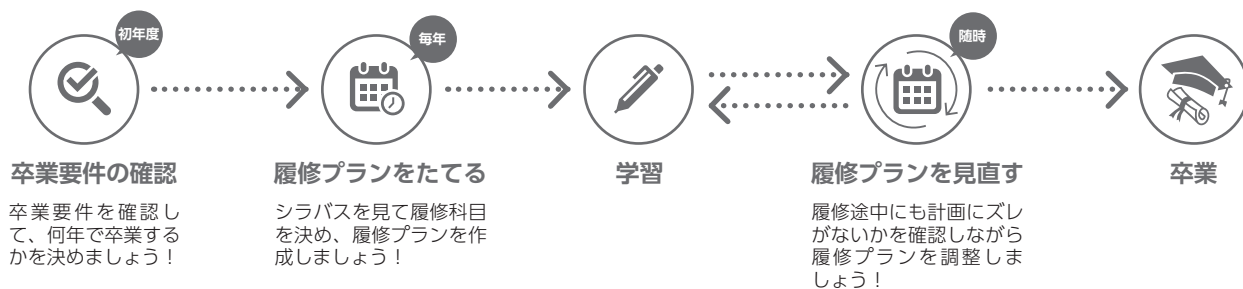 初年度
卒業要件の確認
卒業要件を確認し
て、何年で卒業する
かを決めましょう!
毎年
履修プランをたてる
シラバスを見て履修科目
を決め、履修プランを作
成しましょう!
学習
随時
履修プランを見直す
履修途中にも計画にズレ
がないかを確認しながら
履修プランを調整しま
しょう!
卒業